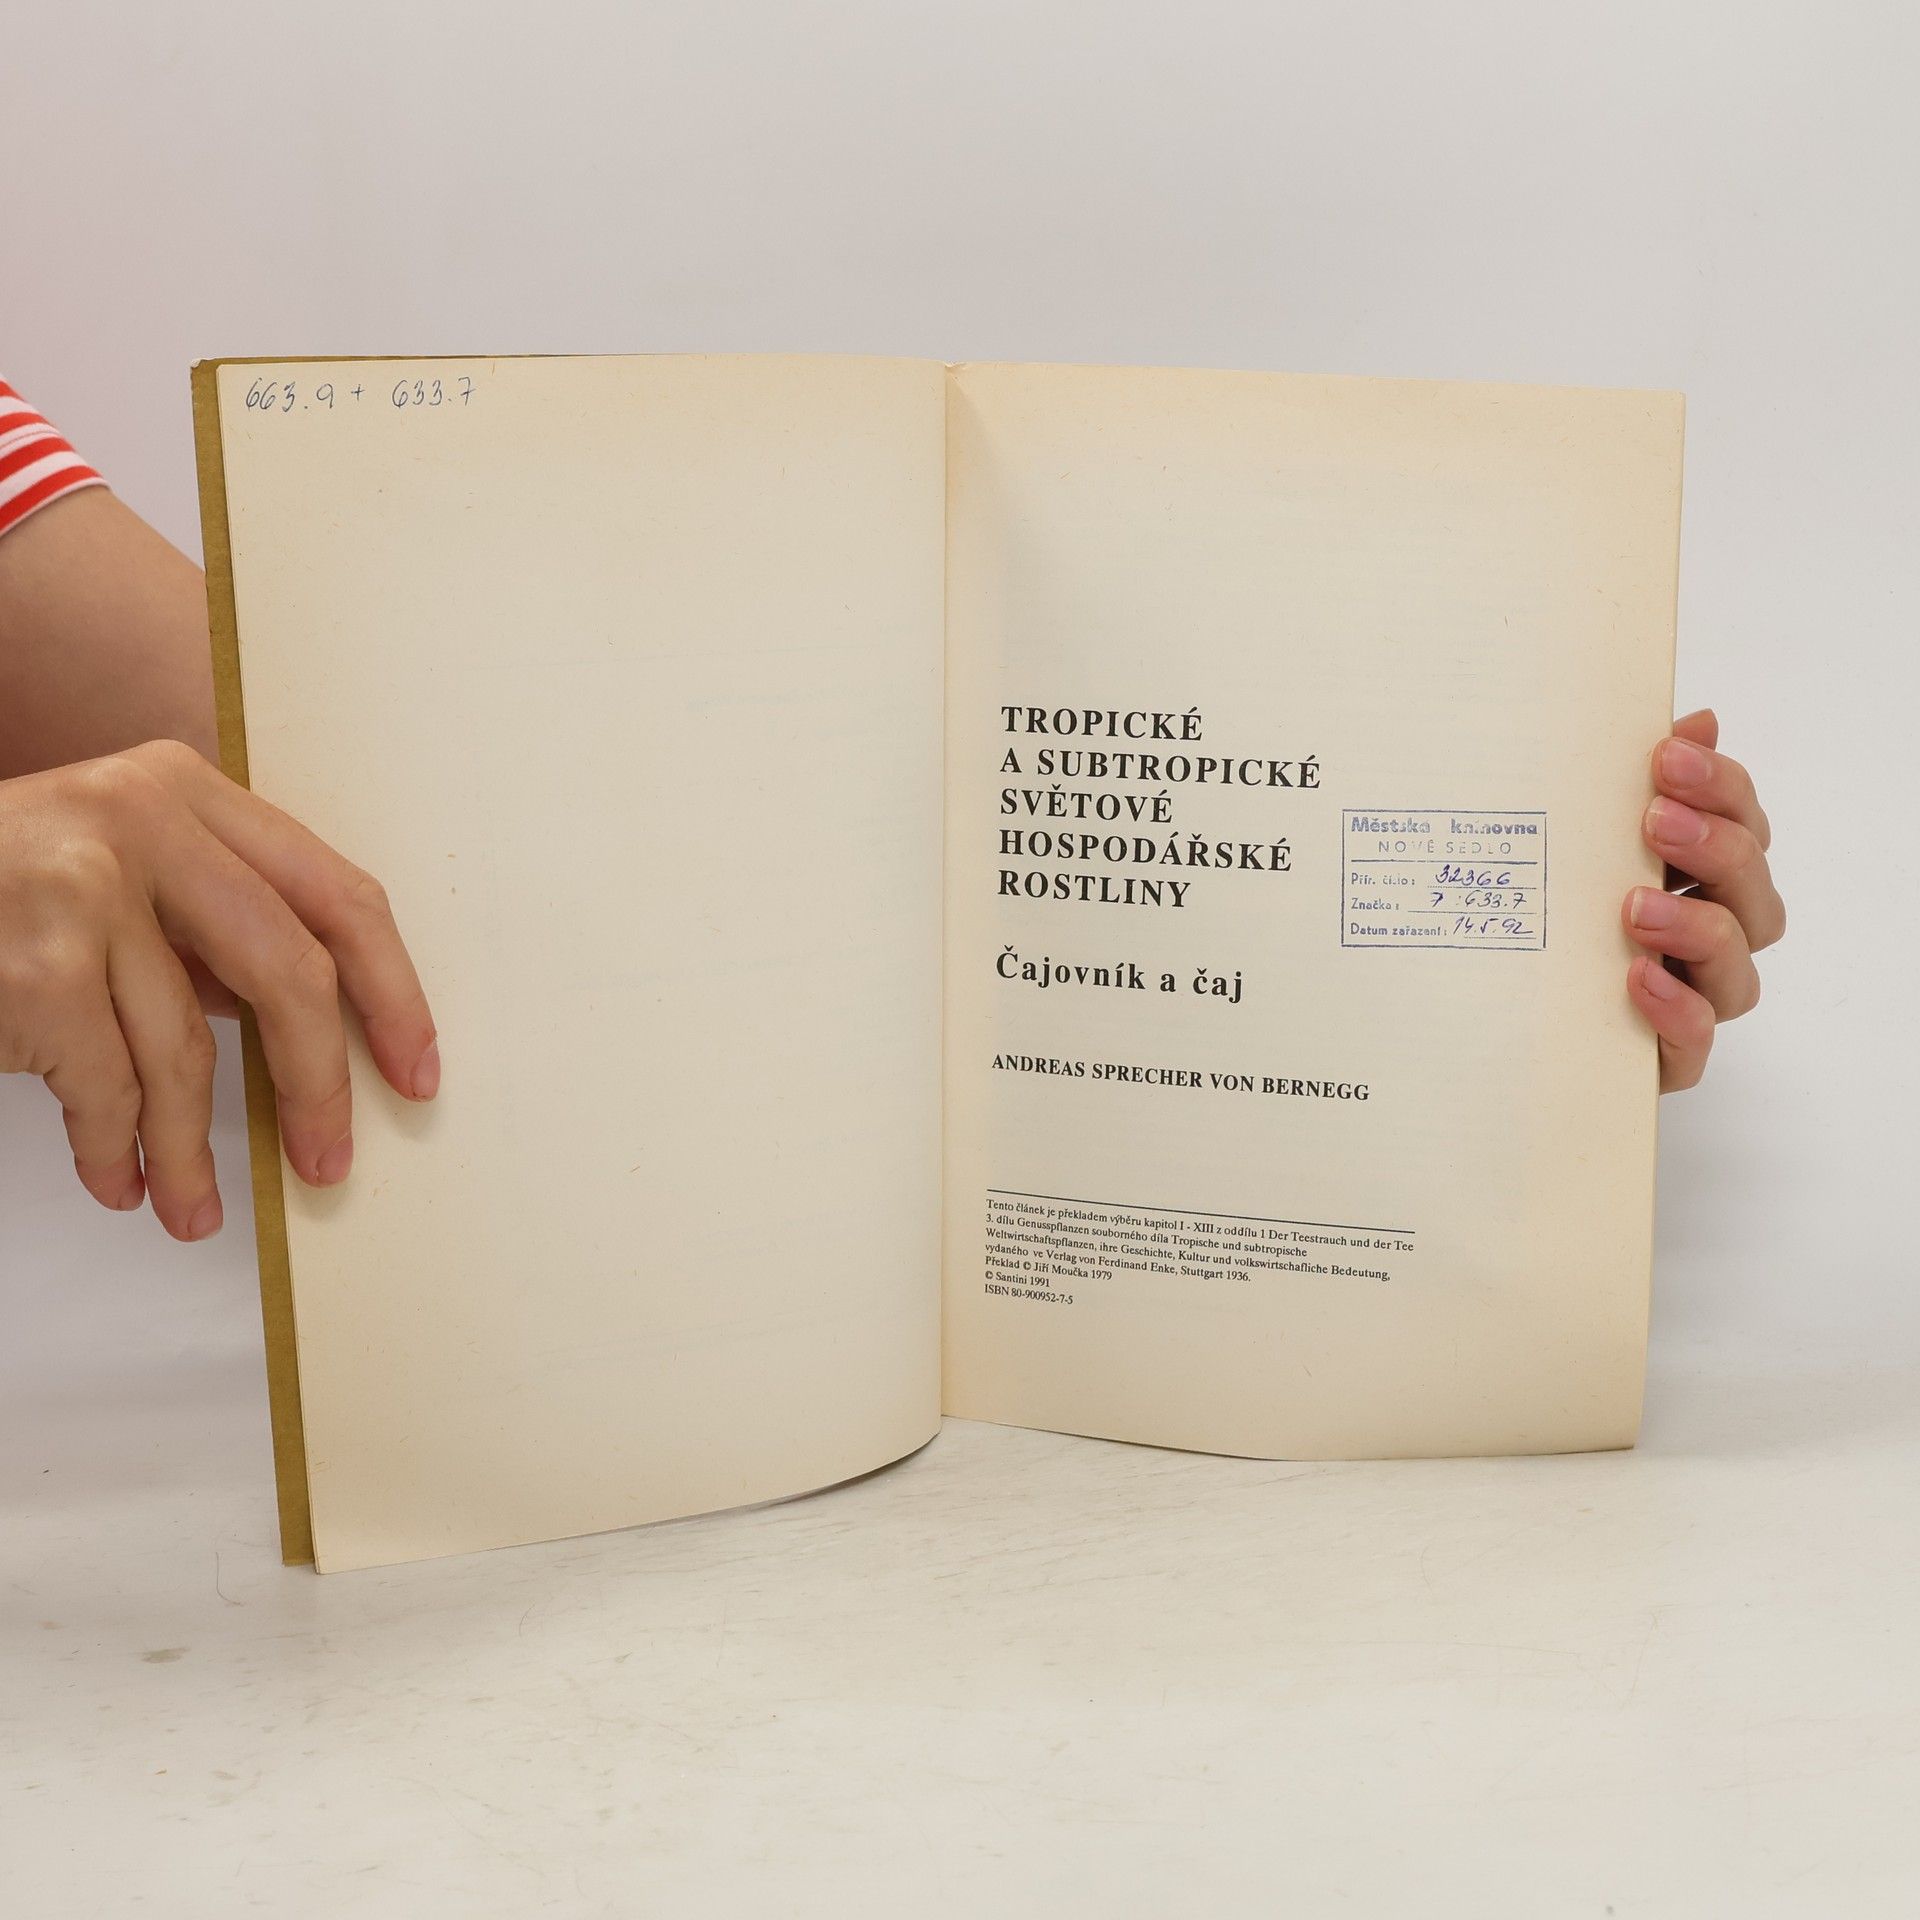 663.9 + 633.7
TROPICKÉ
A SUBTROPICKÉ
SVĚTOVÉ
HOSPODÁŘSKÉ
ROSTLINY
Městská knihovna
NOVÉ SEDLO
Přír. číslo: 32366
Značka: 7:633.7
Datum zařazení: 14.5.92
Čajovník a čaj
ANDREAS SPRECHER VON BERNEGG
Tento článek je překladem výběru kapitol I - XIII z oddílu 1 Der Teestrauch und der Tee
3. dílu Genusspflanzen souborného díla Tropische und subtropische
Weltwirtschaftspflanzen, ihre Geschichte, Kultur und volkswirtschafliche Bedeutung,
vydaného ve Verlag von Ferdinand Enke, Stuttgart 1936.
Překlad © Jiří Moučka 1979
© Santini 1991
ISBN 80-900952-7-5